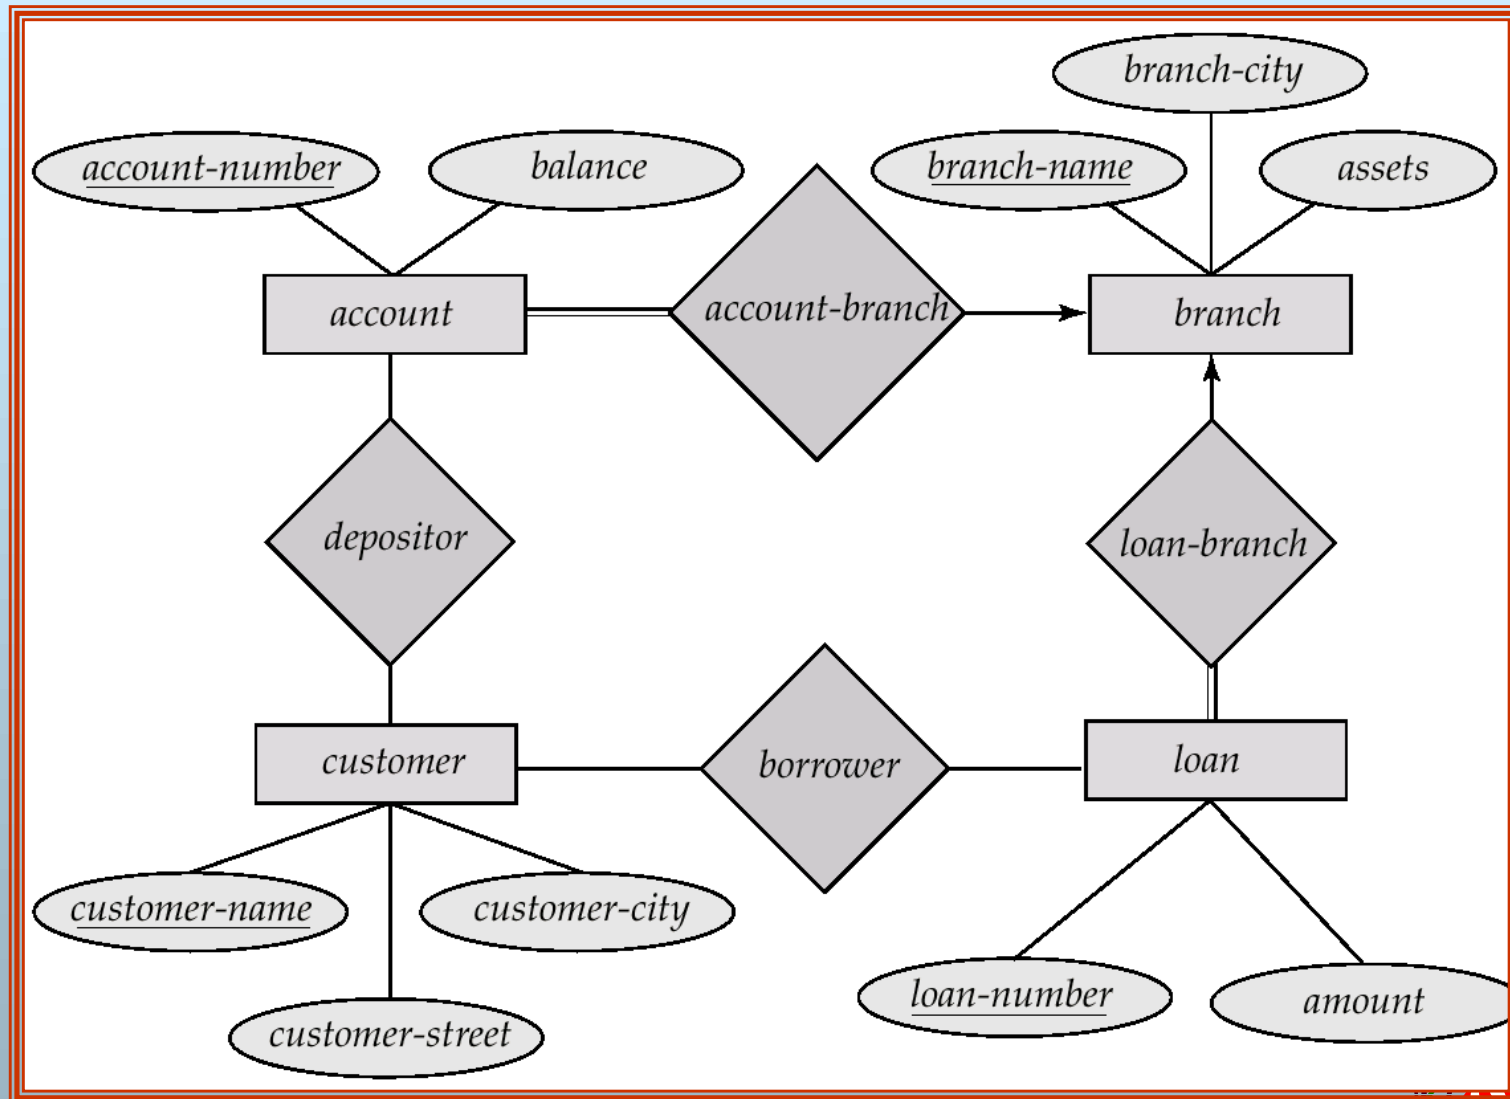 branch-city
account-number
balance
branch-name
assets
account
account-branch
branch
depositor
loan-branch
customer
borrower
loan
customer-name
customer-city
loan-number
amount
customer-street